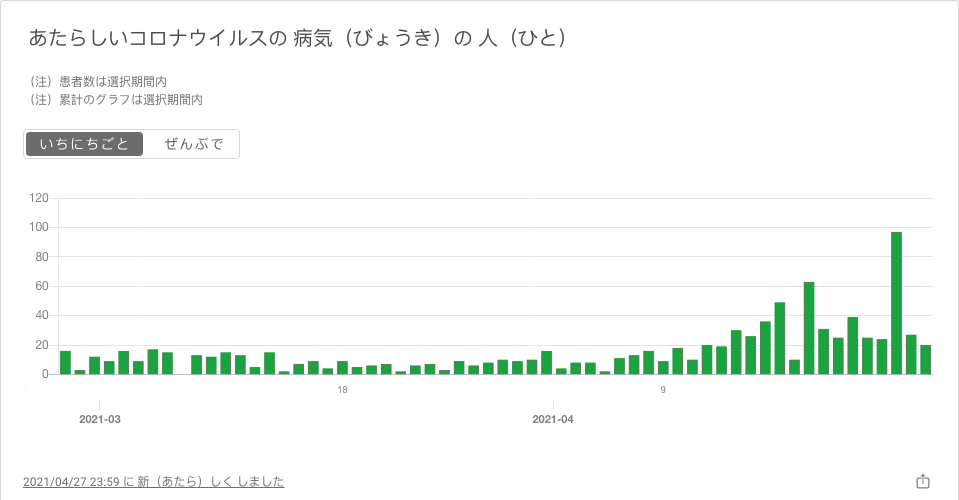 あたらしいコロナウイルスの 病気（びょうき）の 人（ひと）
（注）患者数は選択期間内
（注）累計のグラフは選択期間内
いちにちごと ぜんぶで
120
100
80
60
40
20
0
18 9
2021-03 2021-04
2021/04/27 23:59 に 新（あたら）しく しました